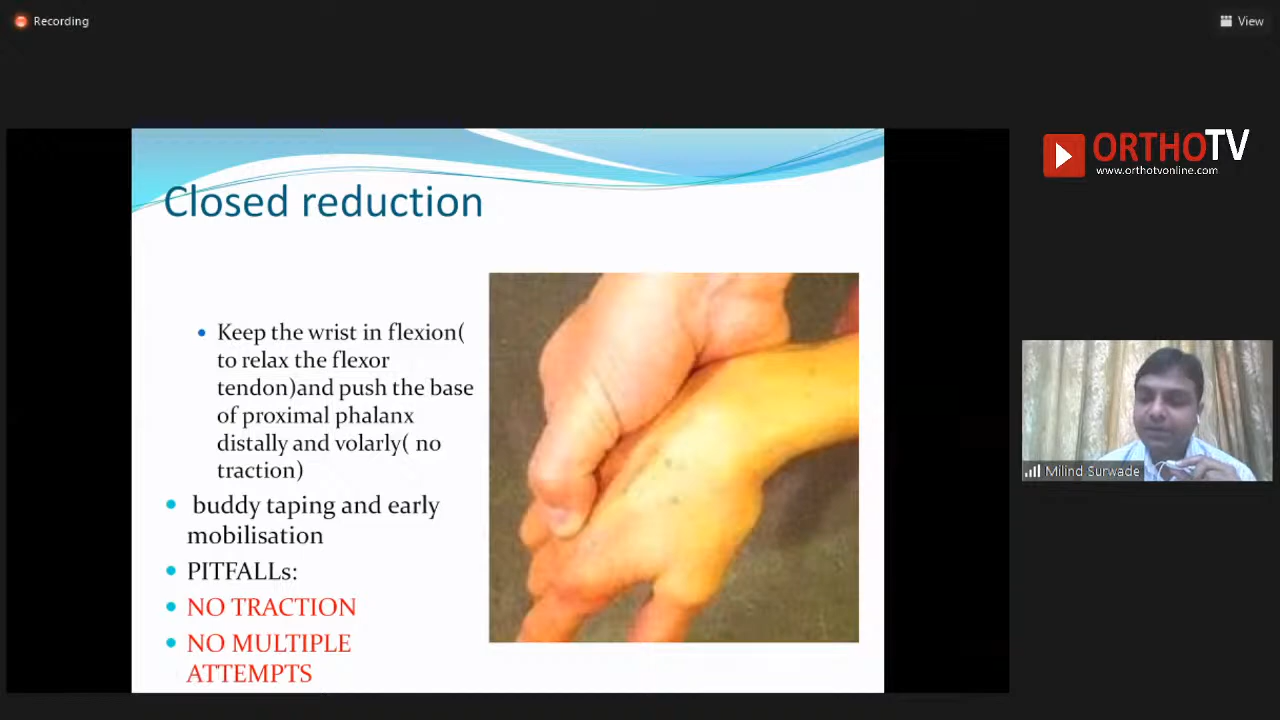 Recording
View
ORTHOTV
www.orthotvonline.com
Closed reduction
Keep the wrist in flexion(
to relax the flexor
tendon)and push the base
of proximal phalanx
distally and volarly( no
traction)
buddy taping and early
mobilisation
PITFALLs:
NO TRACTION
NO MULTIPLE
ATTEMPTS
Milind Surwade